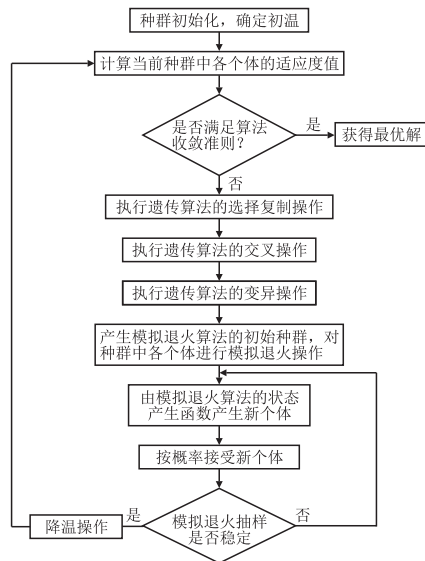 种群初始化，确定初温
计算当前种群中各个体的适应度值
是否满足算法
收敛准则?
是
获得最优解
否
执行遗传算法的选择复制操作
执行遗传算法的交叉操作
执行遗传算法的变异操作
产生模拟退火算法的初始种群，对
种群中各个体进行模拟退火操作
由模拟退火算法的状态
产生函数产生新个体
按概率接受新个体
模拟退火抽样
是否稳定
是
否
降温操作